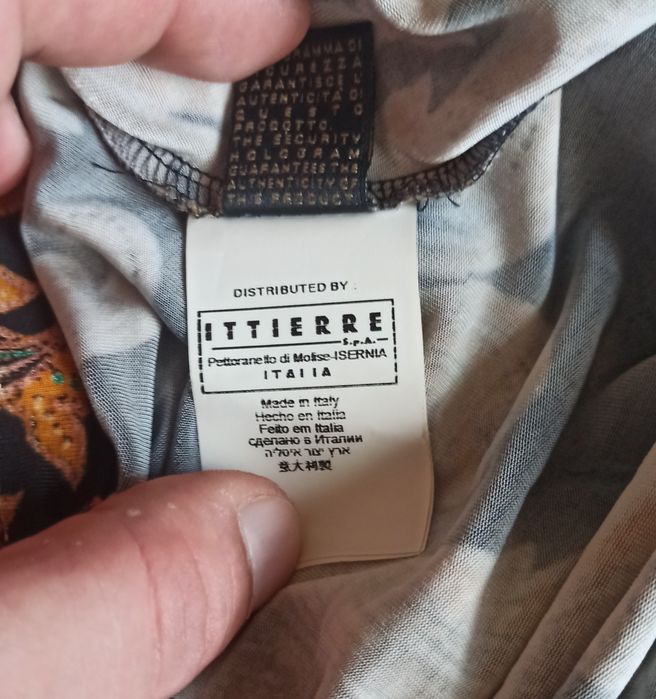 GRAMMA DI
SICUREZZA
GARANTISCE L'
AUTENTICITÀ DI
QUESTO
PRODOTTO
THE SECURITY
HOLOGRAM
GUARANTEES THE
AUTHENTICITY OF
THIS PRODUCT
DISTRIBUTED BY :
ITTIERRE
S.p.A.
Pettoranello di Molise-ISERNIA
ITALIA
Made in Italy
Hecho en Italia
Feito em Italia
сделано в Италии
ארץ יצור איטליה
意大利製